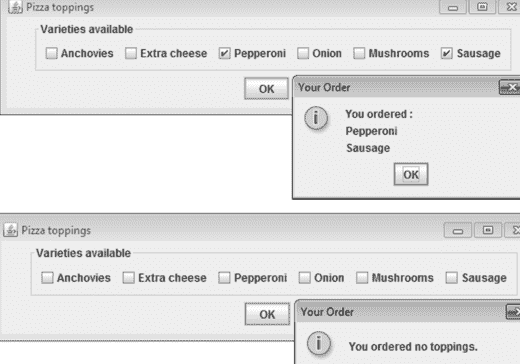 Pizza toppings
Varieties available
Anchovies Extra cheese Pepperoni Onion Mushrooms Sausage
OK
Your Order
You ordered :
Pepperoni
Sausage
OK
Pizza toppings
Varieties available
Anchovies Extra cheese Pepperoni Onion Mushrooms Sausage
OK
Your Order
You ordered no toppings.